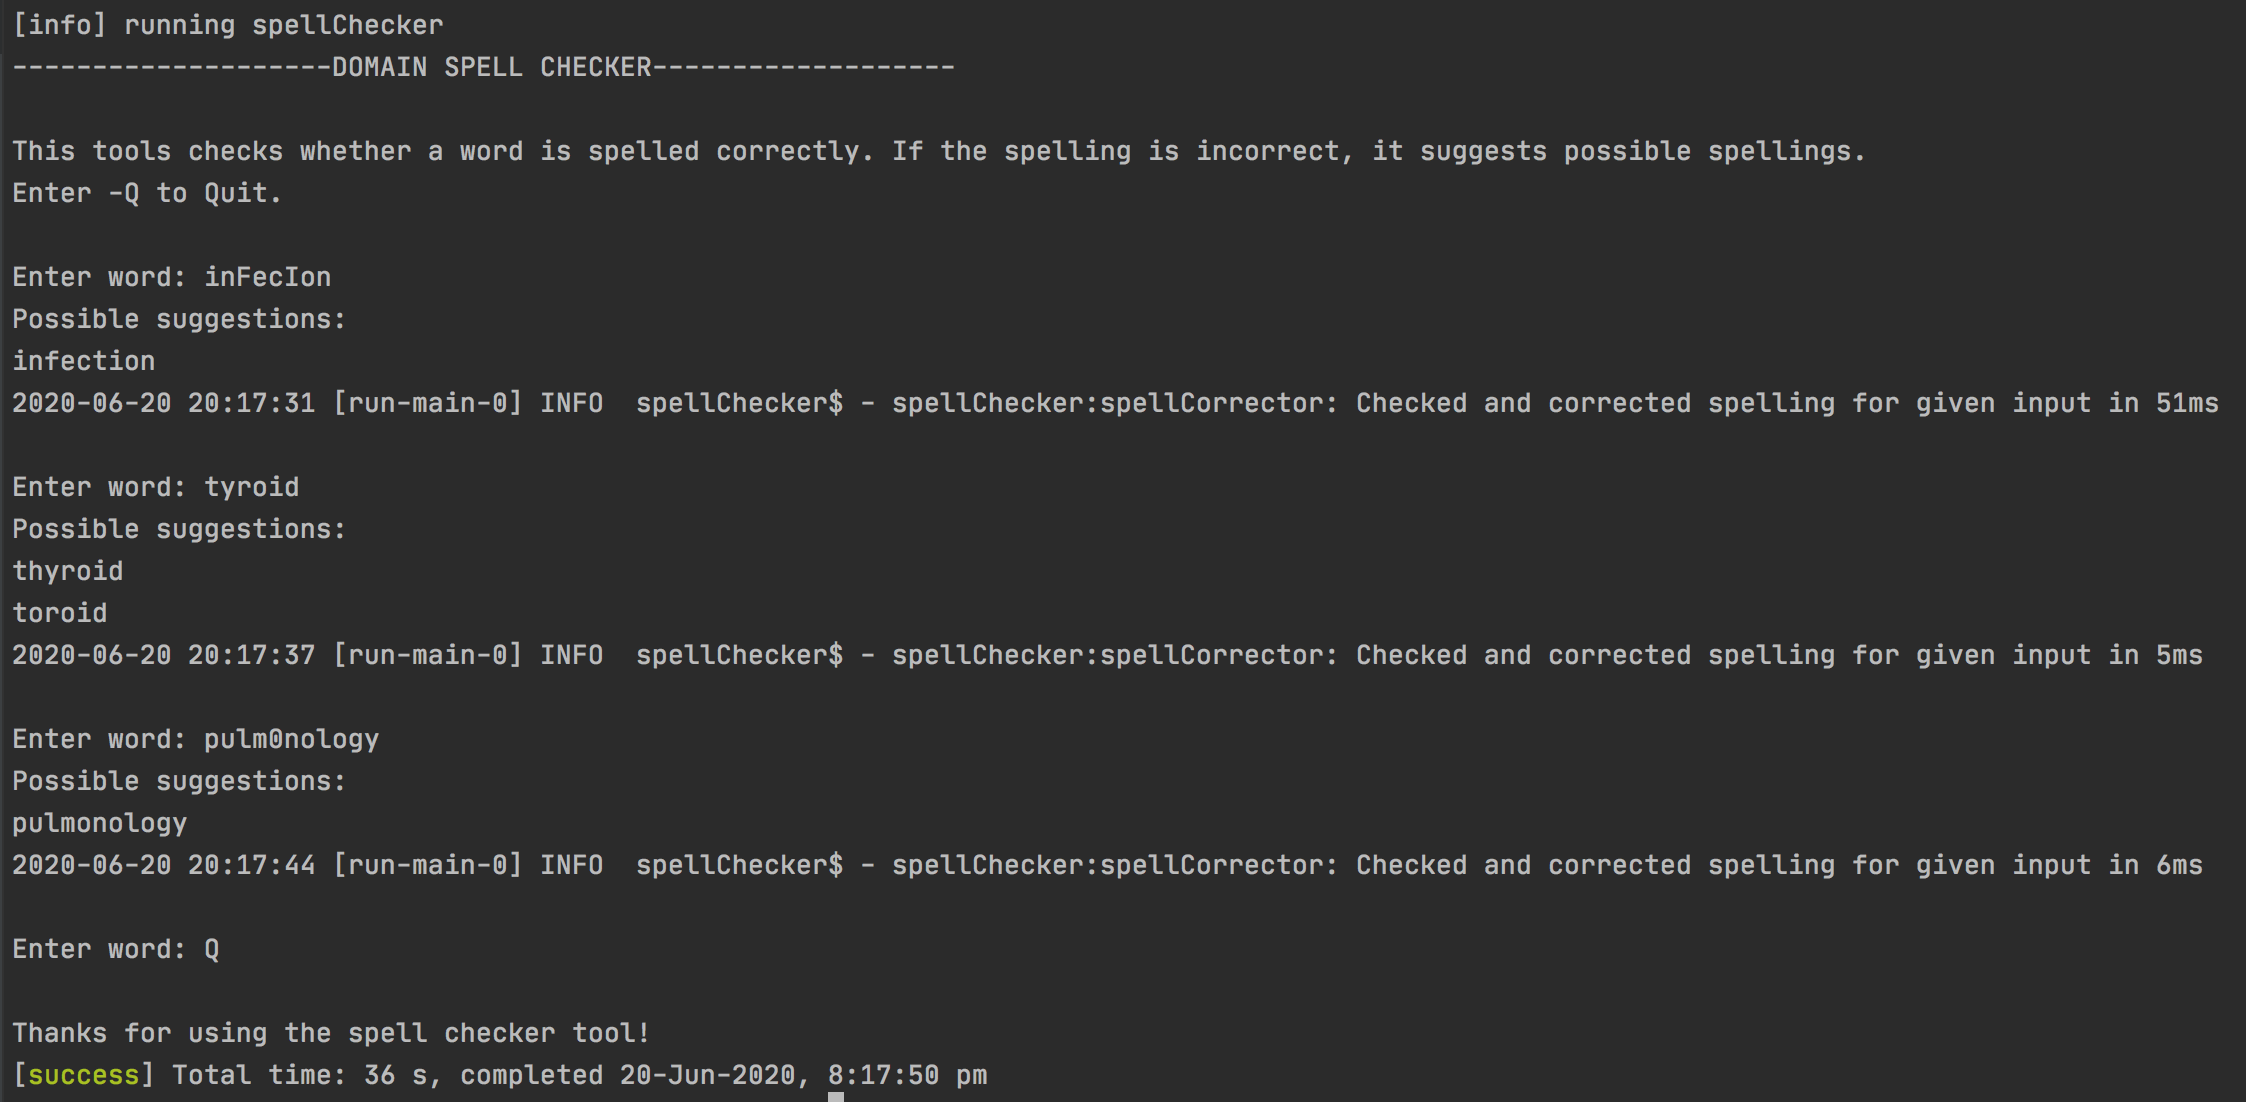 [info] running spellChecker
--------------------DOMAIN SPELL CHECKER-------------------
This tools checks whether a word is spelled correctly. If the spelling is incorrect, it suggests possible spellings.
Enter -Q to Quit.
Enter word: inFecIon
Possible suggestions:
infection
2020-06-20 20:17:31 [run-main-0] INFO  spellChecker$ - spellChecker:spellCorrector: Checked and corrected spelling for given input in 51ms
Enter word: tyroid
Possible suggestions:
thyroid
toroid
2020-06-20 20:17:37 [run-main-0] INFO  spellChecker$ - spellChecker:spellCorrector: Checked and corrected spelling for given input in 5ms
Enter word: pulm0nology
Possible suggestions:
pulmonology
2020-06-20 20:17:44 [run-main-0] INFO  spellChecker$ - spellChecker:spellCorrector: Checked and corrected spelling for given input in 6ms
Enter word: Q
Thanks for using the spell checker tool!
[success] Total time: 36 s, completed 20-Jun-2020, 8:17:50 pm